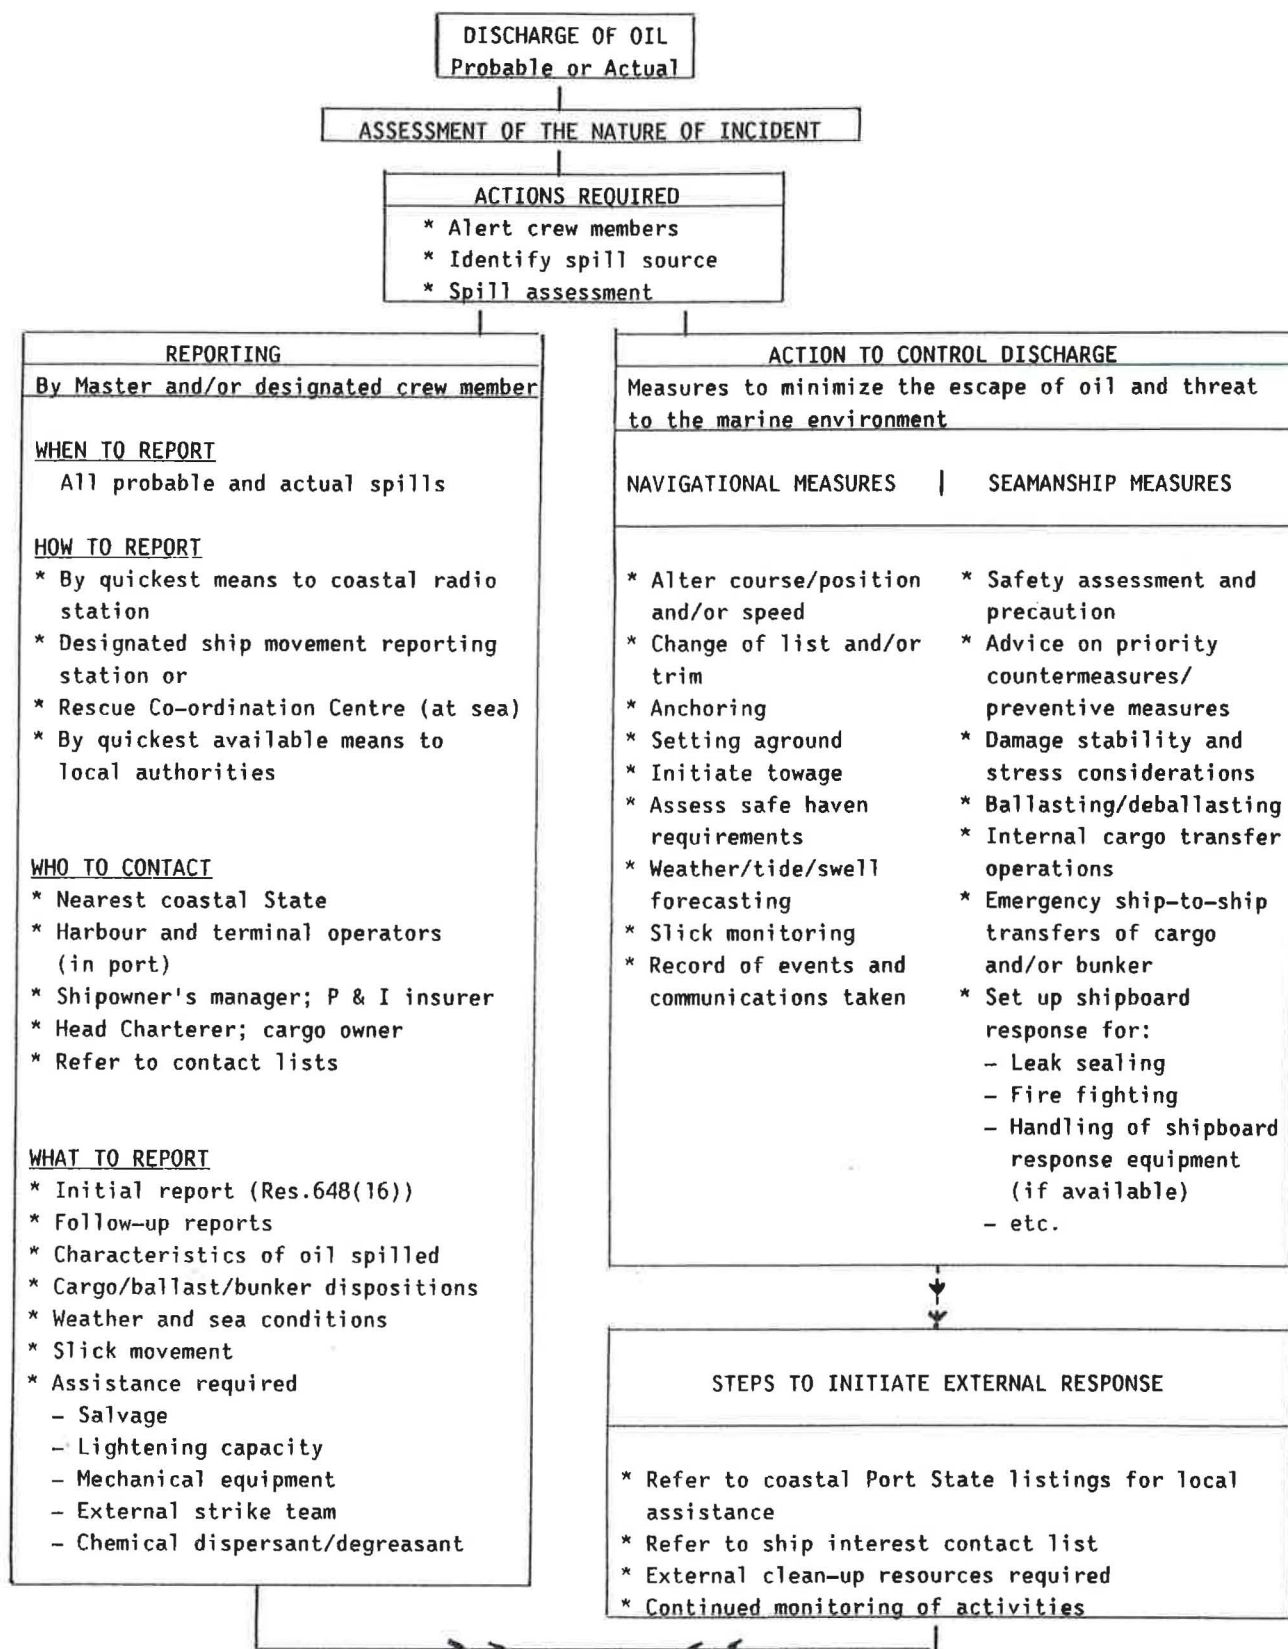 DISCHARGE OF OIL
Probable or Actual
ASSESSMENT OF THE NATURE OF INCIDENT
ACTIONS REQUIRED
* Alert crew members
* Identify spill source
* Spill assessment
REPORTING
By Master and/or designated crew member
WHEN TO REPORT
All probable and actual spills
HOW TO REPORT
* By quickest means to coastal radio
station
* Designated ship movement reporting
station or
* Rescue Co-ordination Centre (at sea)
* By quickest available means to
local authorities
WHO TO CONTACT
* Nearest coastal State
* Harbour and terminal operators
(in port)
* Shipowner's manager; P & I insurer
* Head Charterer; cargo owner
* Refer to contact lists
WHAT TO REPORT
* Initial report (Res.648(16))
* Follow-up reports
* Characteristics of oil spilled
* Cargo/ballast/bunker dispositions
* Weather and sea conditions
* Slick movement
* Assistance required
- Salvage
- Lightening capacity
- Mechanical equipment
- External strike team
- Chemical dispersant/degreasant
ACTION TO CONTROL DISCHARGE
Measures to minimize the escape of oil and threat
to the marine environment
NAVIGATIONAL MEASURES
* Alter course/position
and/or speed
* Change of list and/or
trim
* Anchoring
* Setting aground
* Initiate towage
* Assess safe haven
requirements
* Weather/tide/swell
forecasting
* Slick monitoring
* Record of events and
communications taken
SEAMANSHIP MEASURES
* Safety assessment and
precaution
* Advice on priority
countermeasures/
preventive measures
* Damage stability and
stress considerations
* Ballasting/deballasting
* Internal cargo transfer
operations
* Emergency ship-to-ship
transfers of cargo
and/or bunker
* Set up shipboard
response for:
- Leak sealing
- Fire fighting
- Handling of shipboard
response equipment
(if available)
- etc.
STEPS TO INITIATE EXTERNAL RESPONSE
* Refer to coastal Port State listings for local
assistance
* Refer to ship interest contact list
* External clean-up resources required
* Continued monitoring of activities